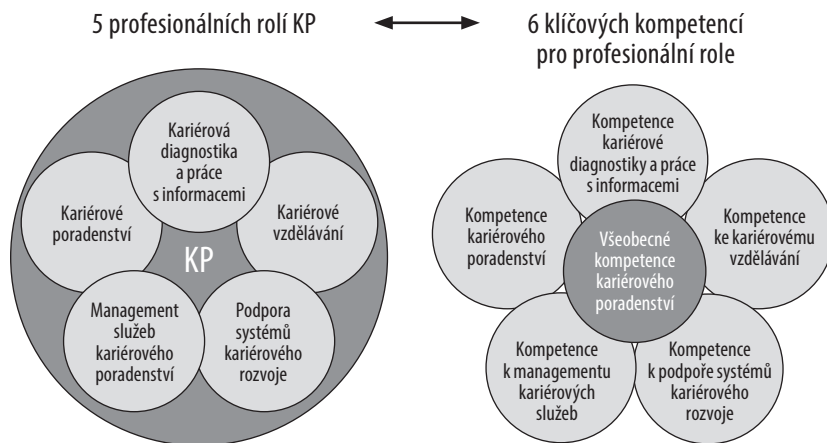 5 profesionálních rolí KP
6 klíčových kompetencí
pro profesionální role
Kariérová
diagnostika
a práce
s informacemi
Kariérové
poradenství
Kariérové
vzdělávání
KP
Management
služeb
kariérového
poradenství
Podpora
systémů
kariérového
rozvoje
Kompetence
kariérové
diagnostiky a práce
s informacemi
Kompetence
kariérového
poradenství
Kompetence
ke kariérovému
vzdělávání
Všeobecné
kompetence
kariérového
poradenství
Kompetence
k managementu
kariérových
služeb
Kompetence
k podpoře systémů
kariérového
rozvoje